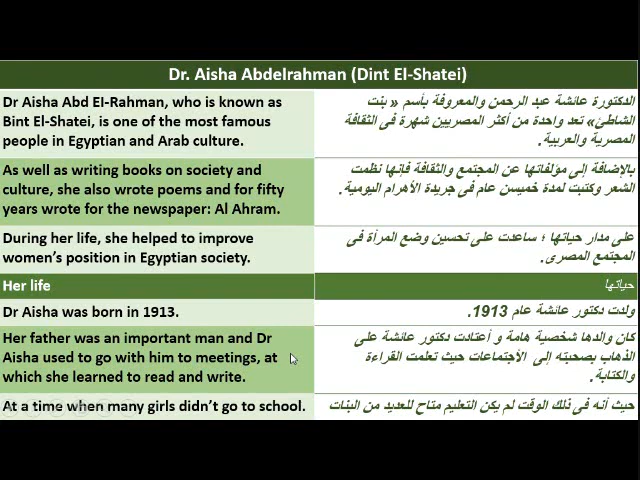 Dr. Aisha Abdelrahman (Dint El-Shatei)
Dr Aisha Abd El-Rahman, who is known as
Bint El-Shatei, is one of the most famous
people in Egyptian and Arab culture.
الدكتورة عائشة عبد الرحمن والمعروفة بأسم « بنت
الشاطئ» تعد واحدة من أكثر المصريين شهرة فى الثقافة
المصرية والعربية.
As well as writing books on society and
culture, she also wrote poems and for fifty
years wrote for the newspaper: Al Ahram.
بالإضافة إلى مؤلفاتها عن المجتمع والثقافة فإنها نظمت
الشعر وكتبت لمدة خميسن عام فى جريدة الأهرام اليومية.
During her life, she helped to improve
women’s position in Egyptian society.
على مدار حياتها ؛ ساعدت على تحسين وضع المرأة فى
المجتمع المصرى.
Her life
حياتها
Dr Aisha was born in 1913.
ولدت دكتور عائشة عام 1913.
Her father was an important man and Dr
Aisha used to go with him to meetings, at
which she learned to read and write.
كان والدها شخصية هامة و أعتادت دكتور عائشة على
الذهاب بصحبته إلى الأجتماعات حيث تعلمت القراءة
والكتابة.
At a time when many girls didn’t go to school.
حيث أنه فى ذلك الوقت لم يكن التعليم متاح للعديد من البنات